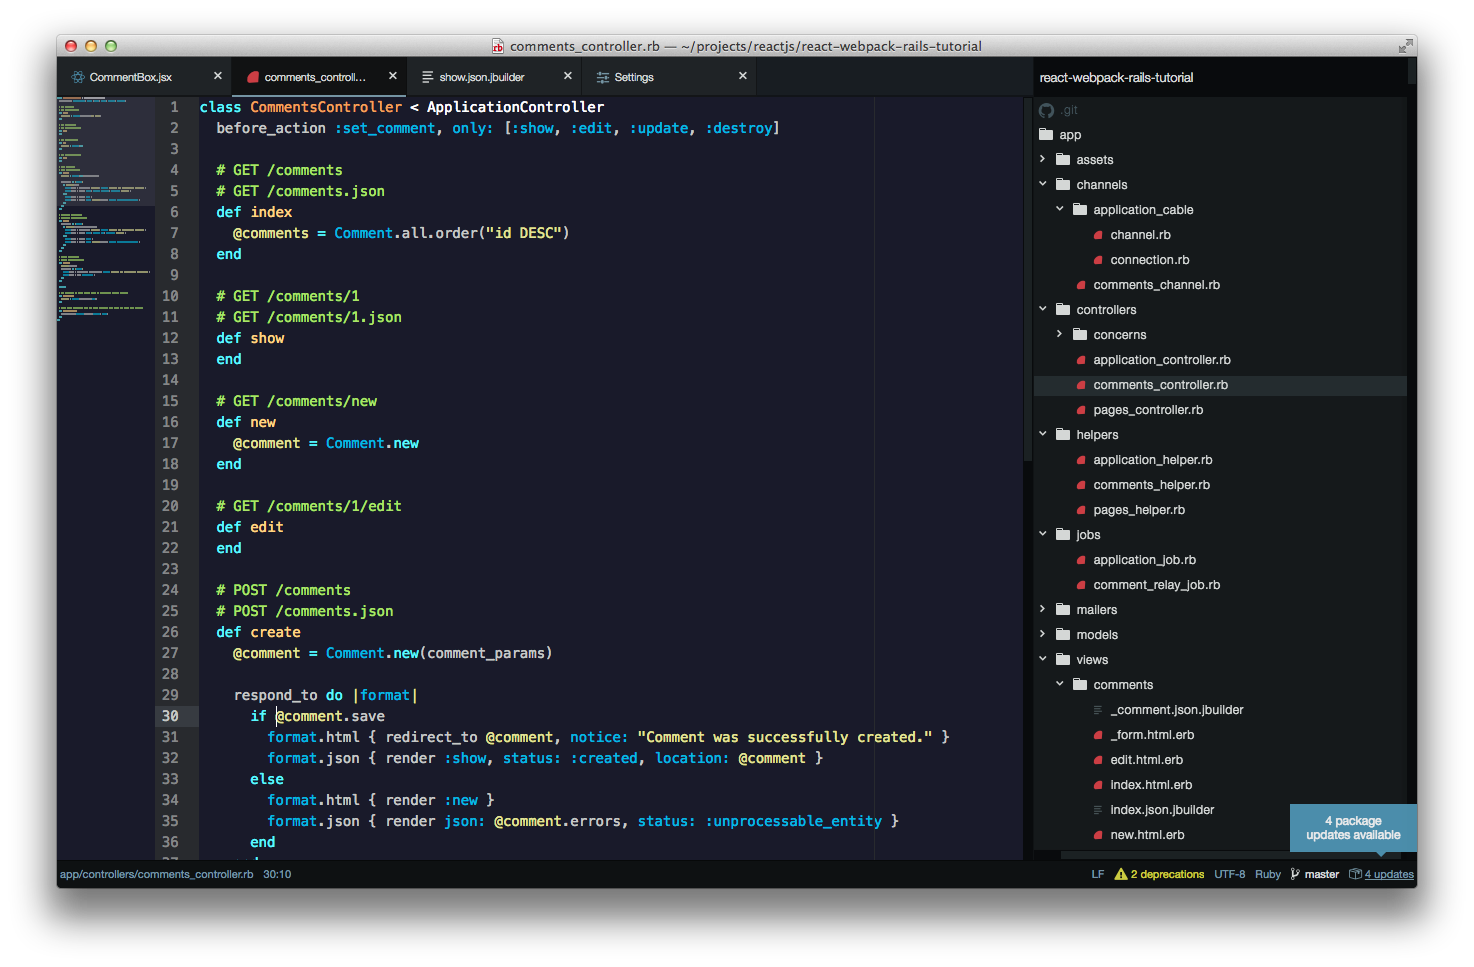 comments_controller.rb — ~/projects/reactjs/react-webpack-rails-tutorial
CommentBox.jsx
comments_controll...
show.json.jbuilder
Settings
react-webpack-rails-tutorial
1 class CommentsController < ApplicationController
2 before_action :set_comment, only: [:show, :edit, :update, :destroy]
3
4 # GET /comments
5 # GET /comments.json
6 def index
7 @comments = Comment.all.order("id DESC")
8 end
9
10 # GET /comments/1
11 # GET /comments/1.json
12 def show
13 end
14
15 # GET /comments/new
16 def new
17 @comment = Comment.new
18 end
19
20 # GET /comments/1/edit
21 def edit
22 end
23
24 # POST /comments
25 # POST /comments.json
26 def create
27 @comment = Comment.new(comment_params)
28
29 respond_to do |format|
30 if @comment.save
31 format.html { redirect_to @comment, notice: "Comment was successfully created." }
32 format.json { render :show, status: :created, location: @comment }
33 else
34 format.html { render :new }
35 format.json { render json: @comment.errors, status: :unprocessable_entity }
36 end
.git
app
assets
channels
application_cable
channel.rb
connection.rb
comments_channel.rb
controllers
concerns
application_controller.rb
comments_controller.rb
pages_controller.rb
helpers
application_helper.rb
comments_helper.rb
pages_helper.rb
jobs
application_job.rb
comment_relay_job.rb
mailers
models
views
comments
_comment.json.jbuilder
_form.html.erb
edit.html.erb
index.html.erb
index.json.jbuilder
new.html.erb
4 package
updates available
app/controllers/comments_controller.rb 30:10
LF 2 deprecations UTF-8 Ruby master 4 updates